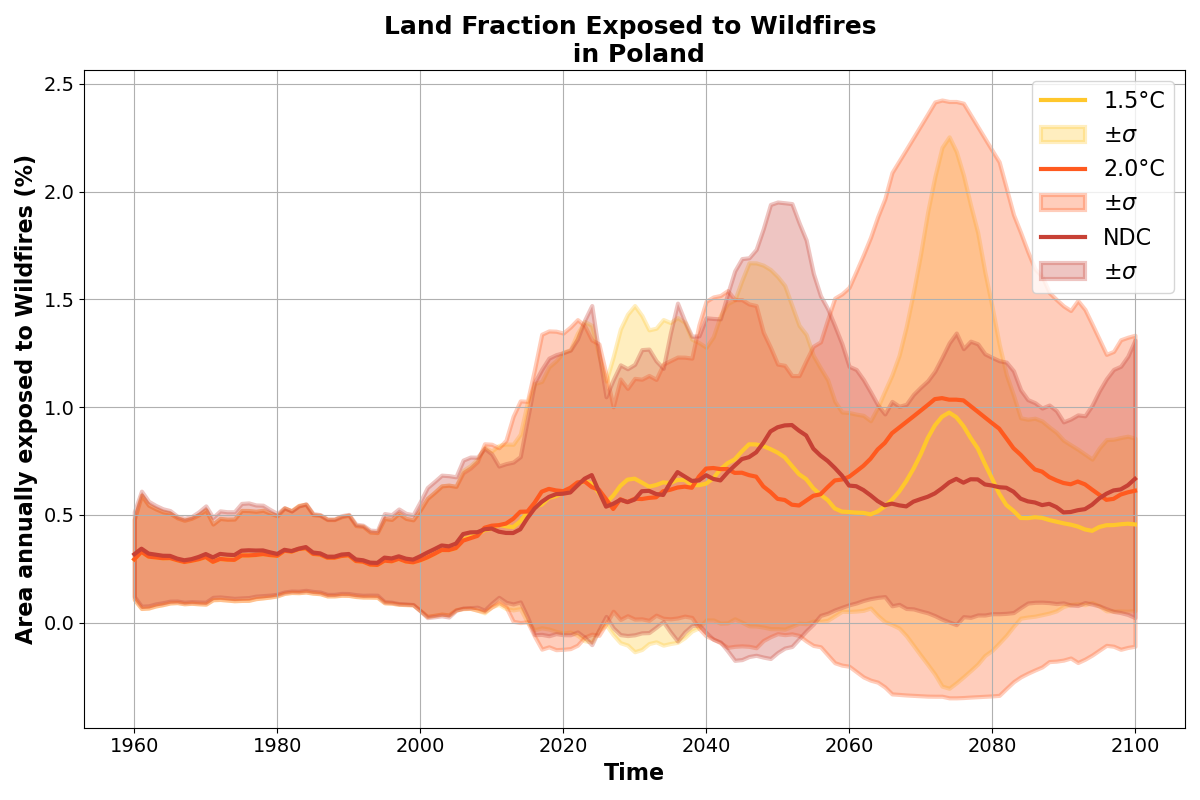 Land Fraction Exposed to Wildfires
in Poland
Area annually exposed to Wildfires (%)
2.5
2.0
1.5
1.0
0.5
0.0
1.5°C
±σ
2.0°C
±σ
NDC
±σ
1960
1980
2000
2020
2040
2060
2080
2100
Time